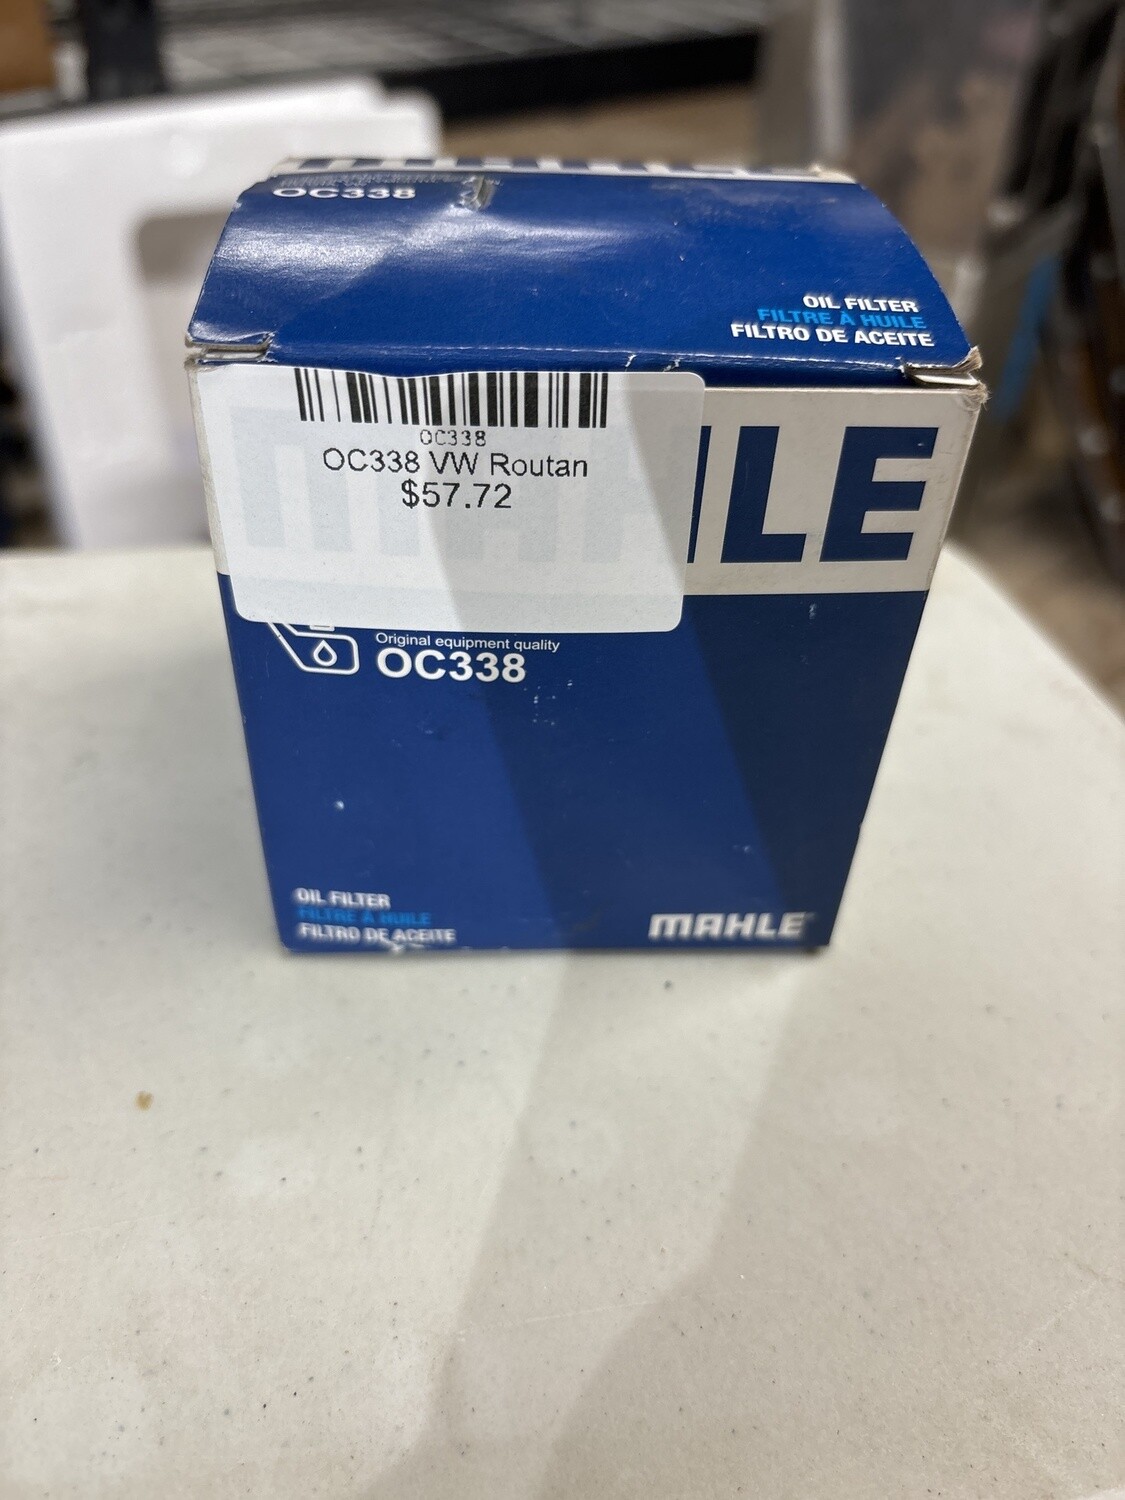 OC338
OIL FILTER
FILTRE À HUILE
FILTRO DE ACEITE
OC338
OC338 VW Routan
$57.72
Original equipment quality
OC338
OIL FILTER
FILTRE À HUILE
FILTRO DE ACEITE
MAHLE